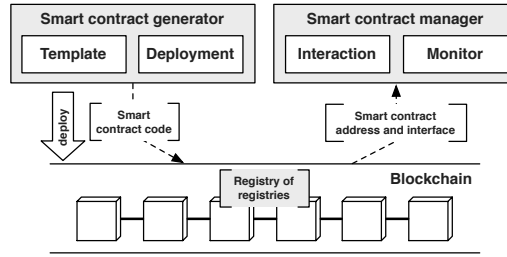 Smart contract generator
Template
Deployment
Smart contract manager
Interaction
Monitor
deploy
Smart
contract code
Smart contract
address and interface
Registry of
registries
Blockchain